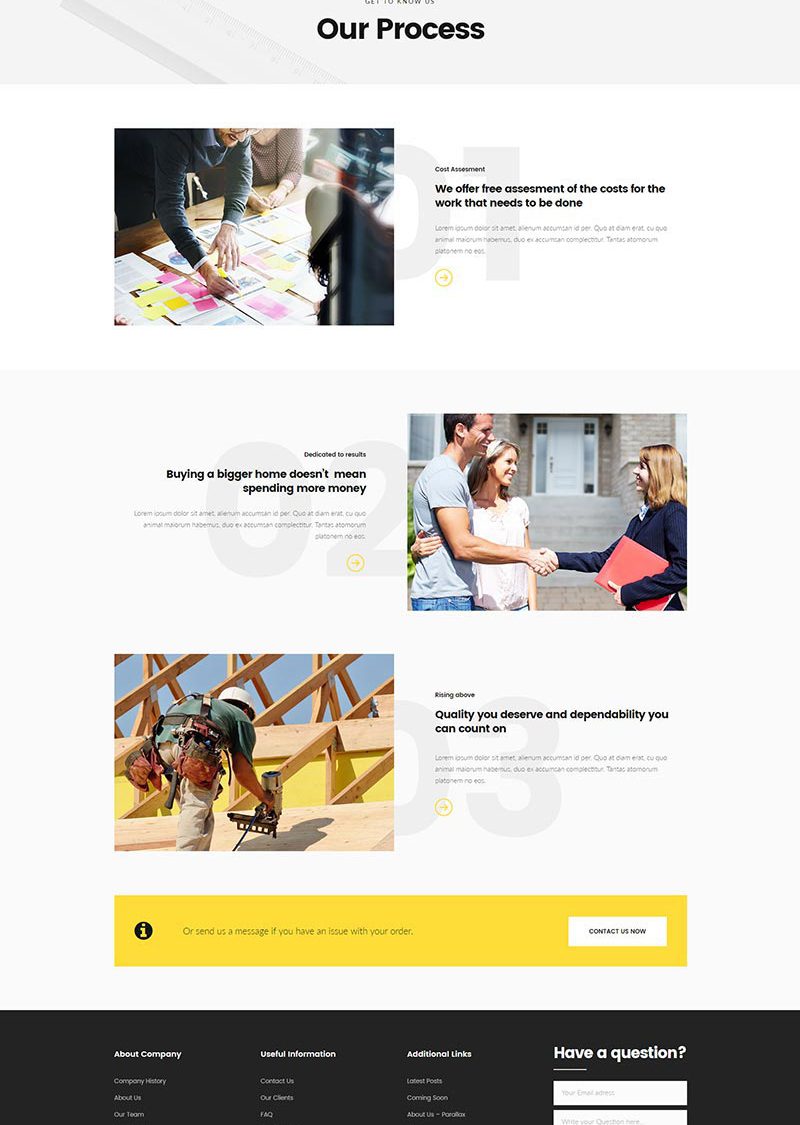 GET TO KNOW US
Our Process
01
Cost Assesment
We offer free assesment of the costs for the
work that needs to be done
Lorem ipsum dolor sit amet, alienum accumsan id per. Quo at diam erat, cu quo
animal maiorum habemus, duo ex accumsan complectitur. Tantas atomorum
platonem no eos.
02
Dedicated to results
Buying a bigger home doesn't mean
spending more money
Lorem ipsum dolor sit amet, alienum accumsan id per. Quo at diam erat, cu quo
animal maiorum habemus, duo ex accumsan complectitur. Tantas atomorum
platonem no eos.
03
Rising above
Quality you deserve and dependability you
can count on
Lorem ipsum dolor sit amet, alienum accumsan id per. Quo at diam erat, cu quo
animal maiorum habemus, duo ex accumsan complectitur. Tantas atomorum
platonem no eos.
Or send us a message if you have an issue with your order.
CONTACT US NOW
About Company
Company History
About Us
Our Team
Useful Information
Contact Us
Our Clients
FAQ
Additional Links
Latest Posts
Coming Soon
About Us – Parallax
Have a question?
Your Email adress
Write your Question here...